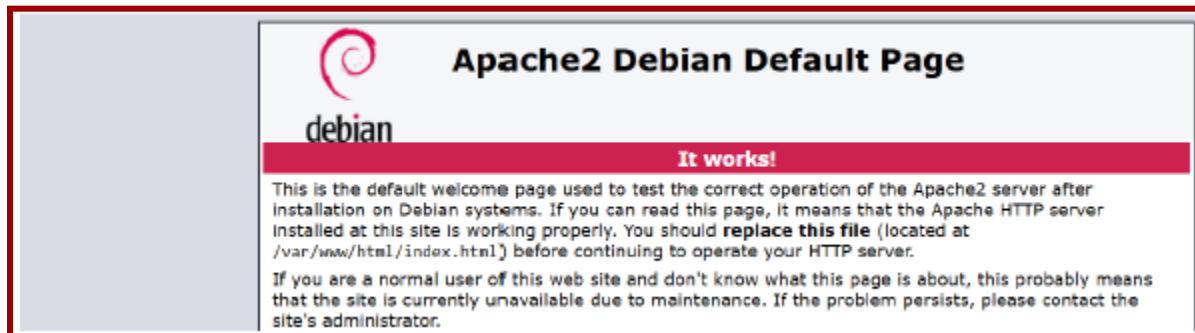 Apache2 Debian Default Page
debian
It works!
This is the default welcome page used to test the correct operation of the Apache2 server after
installation on Debian systems. If you can read this page, it means that the Apache HTTP server
installed at this site is working properly. You should replace this file (located at
/var/www/html/index.html) before continuing to operate your HTTP server.
If you are a normal user of this web site and don't know what this page is about, this probably means
that the site is currently unavailable due to maintenance. If the problem persists, please contact the
site's administrator.